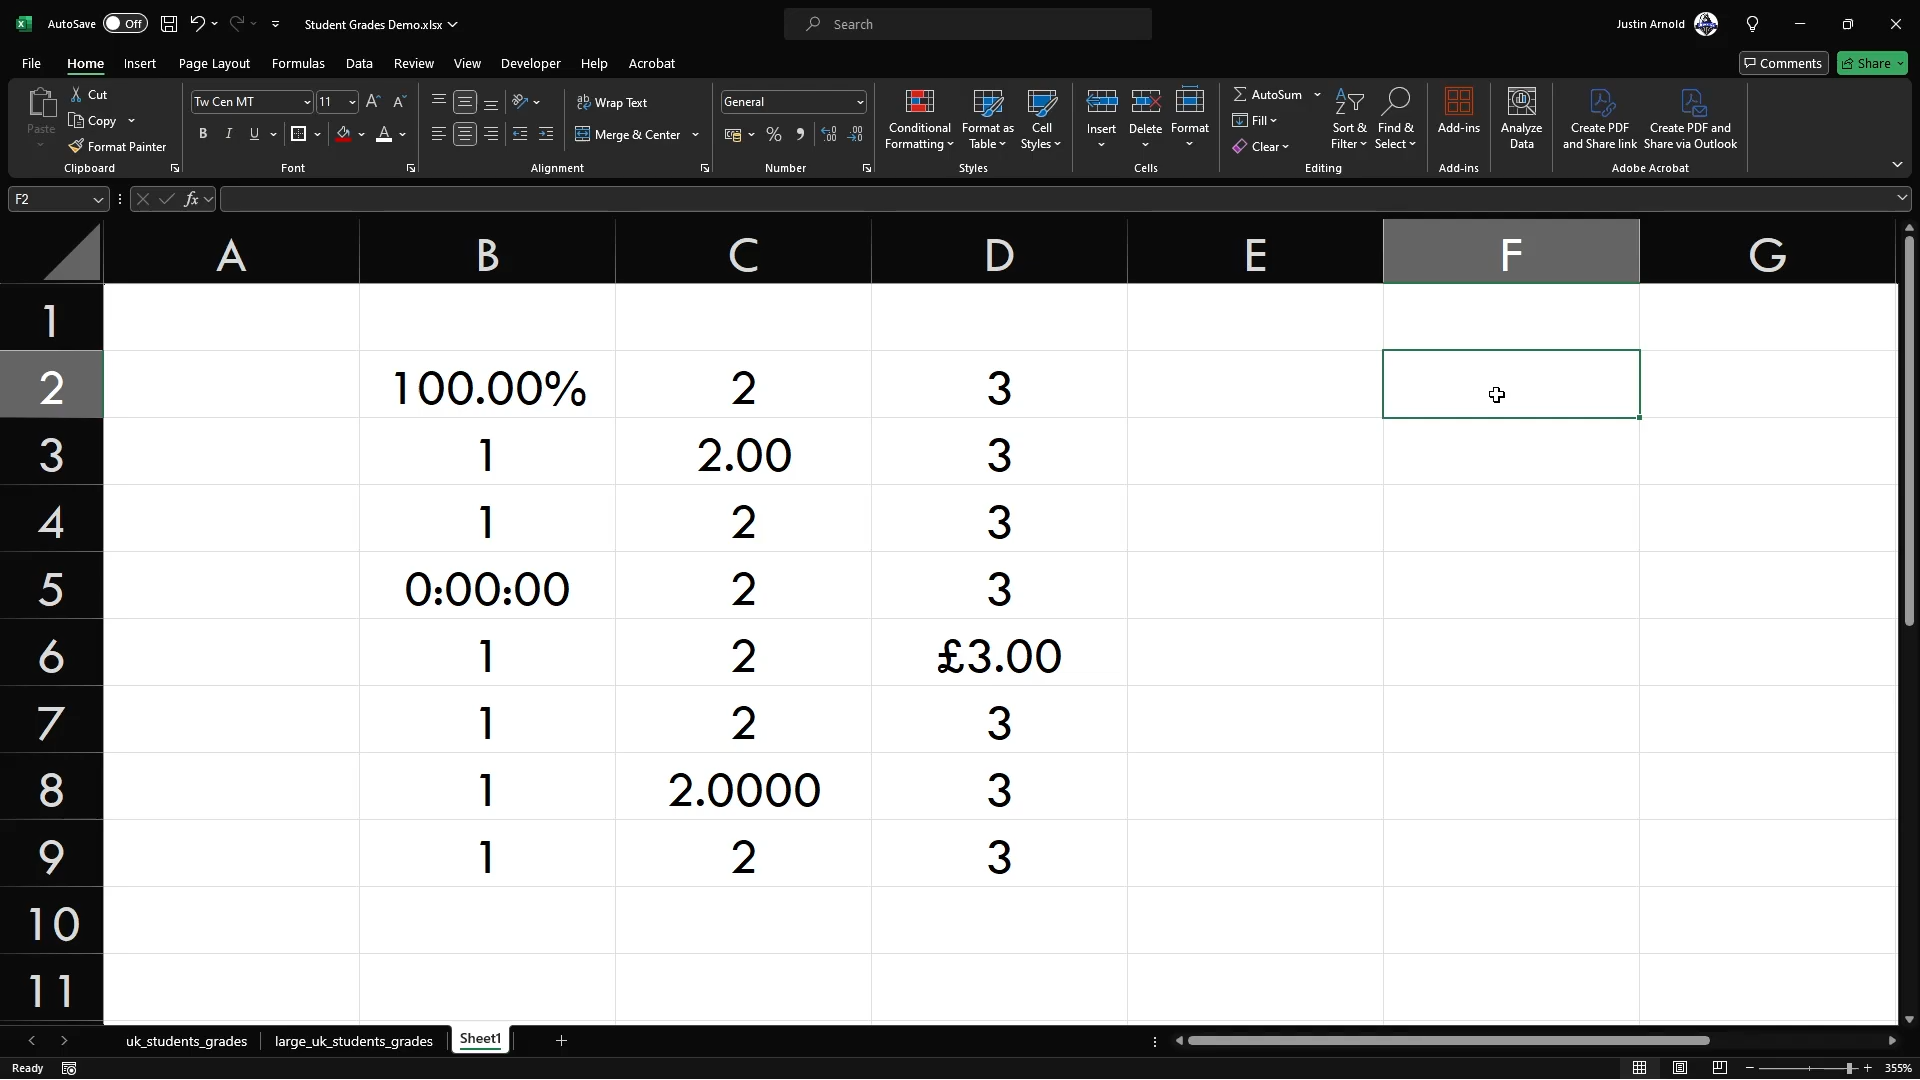 AutoSave Off Student Grades Demo.xlsx Search Justin Arnold
File Home Insert Page Layout Formulas Data Review View Developer Help Acrobat Comments Share
Paste
Cut
Copy
Format Painter
Clipboard
Tw Cen MT 11
B I U
Font
Wrap Text
Merge & Center
Alignment
General
Number
Conditional Formatting
Format as Table
Cell Styles
Styles
Insert
Delete
Format
Cells
AutoSum
Fill
Clear
Sort & Filter
Find & Select
Editing
Add-ins
Add-ins
Analyze Data
Create PDF and Share link
Create PDF and Share via Outlook
Adobe Acrobat
F2 fx
A B C D E F G
1
2 100.00% 2 3
3 1 2.00 3
4 1 2 3
5 0:00:00 2 3
6 1 2 £3.00
7 1 2 3
8 1 2.0000 3
9 1 2 3
10
11
uk_students_grades large_uk_students_grades Sheet1
Ready 355%